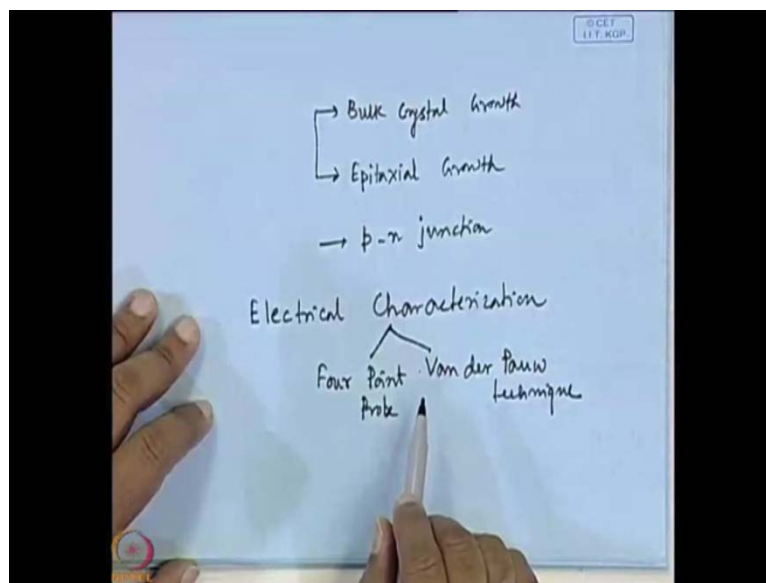 © CET
I.I.T. KGP
→ Bulk Crystal Growth
→ Epitaxial Growth
→ p-n junction
Electrical Characterization
Four Point Probe
Van der Pauw technique